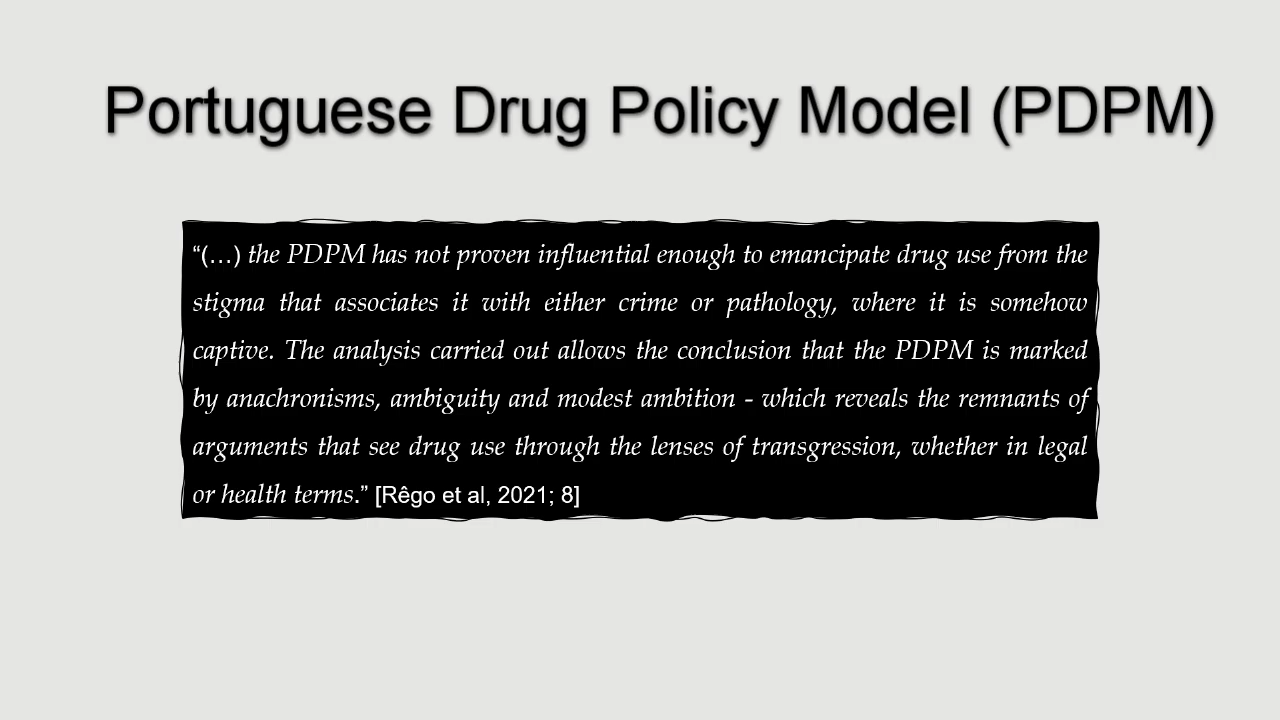 Portuguese Drug Policy Model (PDPM)
“(…) the PDPM has not proven influential enough to emancipate drug use from the
stigma that associates it with either crime or pathology, where it is somehow
captive. The analysis carried out allows the conclusion that the PDPM is marked
by anachronisms, ambiguity and modest ambition - which reveals the remnants of
arguments that see drug use through the lenses of transgression, whether in legal
or health terms.” [Rêgo et al, 2021; 8]